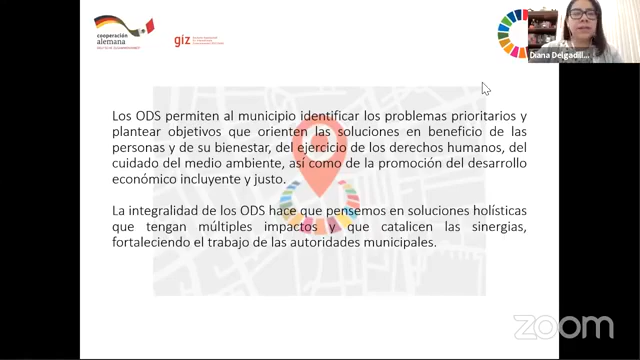 cooperación
alemana
giz
Diana Delgadill...
Los ODS permiten al municipio identificar los problemas prioritarios y
plantear objetivos que orienten las soluciones en beneficio de las
personas y de su bienestar, del ejercicio de los derechos humanos, del
cuidado del medio ambiente, así como de la promoción del desarrollo
económico incluyente y justo.
La integralidad de los ODS hace que pensemos en soluciones holísticas
que tengan múltiples impactos y que catalicen las sinergias,
fortaleciendo el trabajo de las autoridades municipales.
zoom